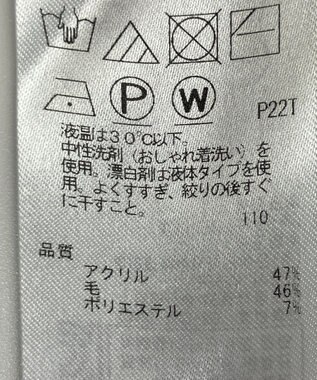 P
W
P22T
液温は30℃以下。
中性洗剤（おしゃれ着洗い）を
使用。漂白剤は液体タイプを使
用。よくすすぎ、絞りの後すぐ
に干すこと。
110
品質
アクリル 47%
毛 46%
ポリエステル 7%